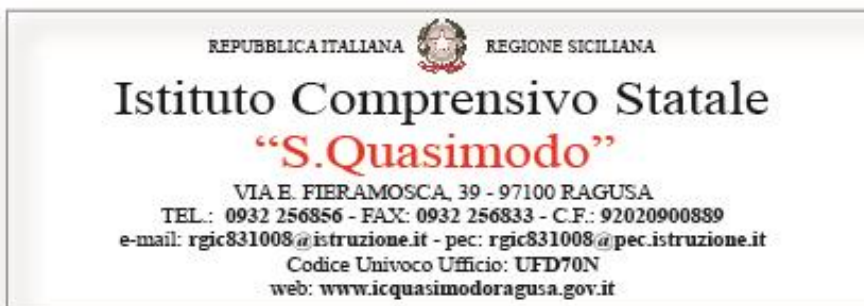 REPUBBLICA ITALIANA REGIONE SICILIANA
Istituto Comprensivo Statale
“S.Quasimodo”
VIA E. FIERAMOSCA, 39 - 97100 RAGUSA
TEL.: 0932 256856 - FAX: 0932 256833 - C.F.: 92020900889
e-mail: rgic831008@istruzione.it - pec: rgic831008@pec.istruzione.it
Codice Univoco Ufficio: UFD70N
web: www.icquasimodoragusa.gov.it